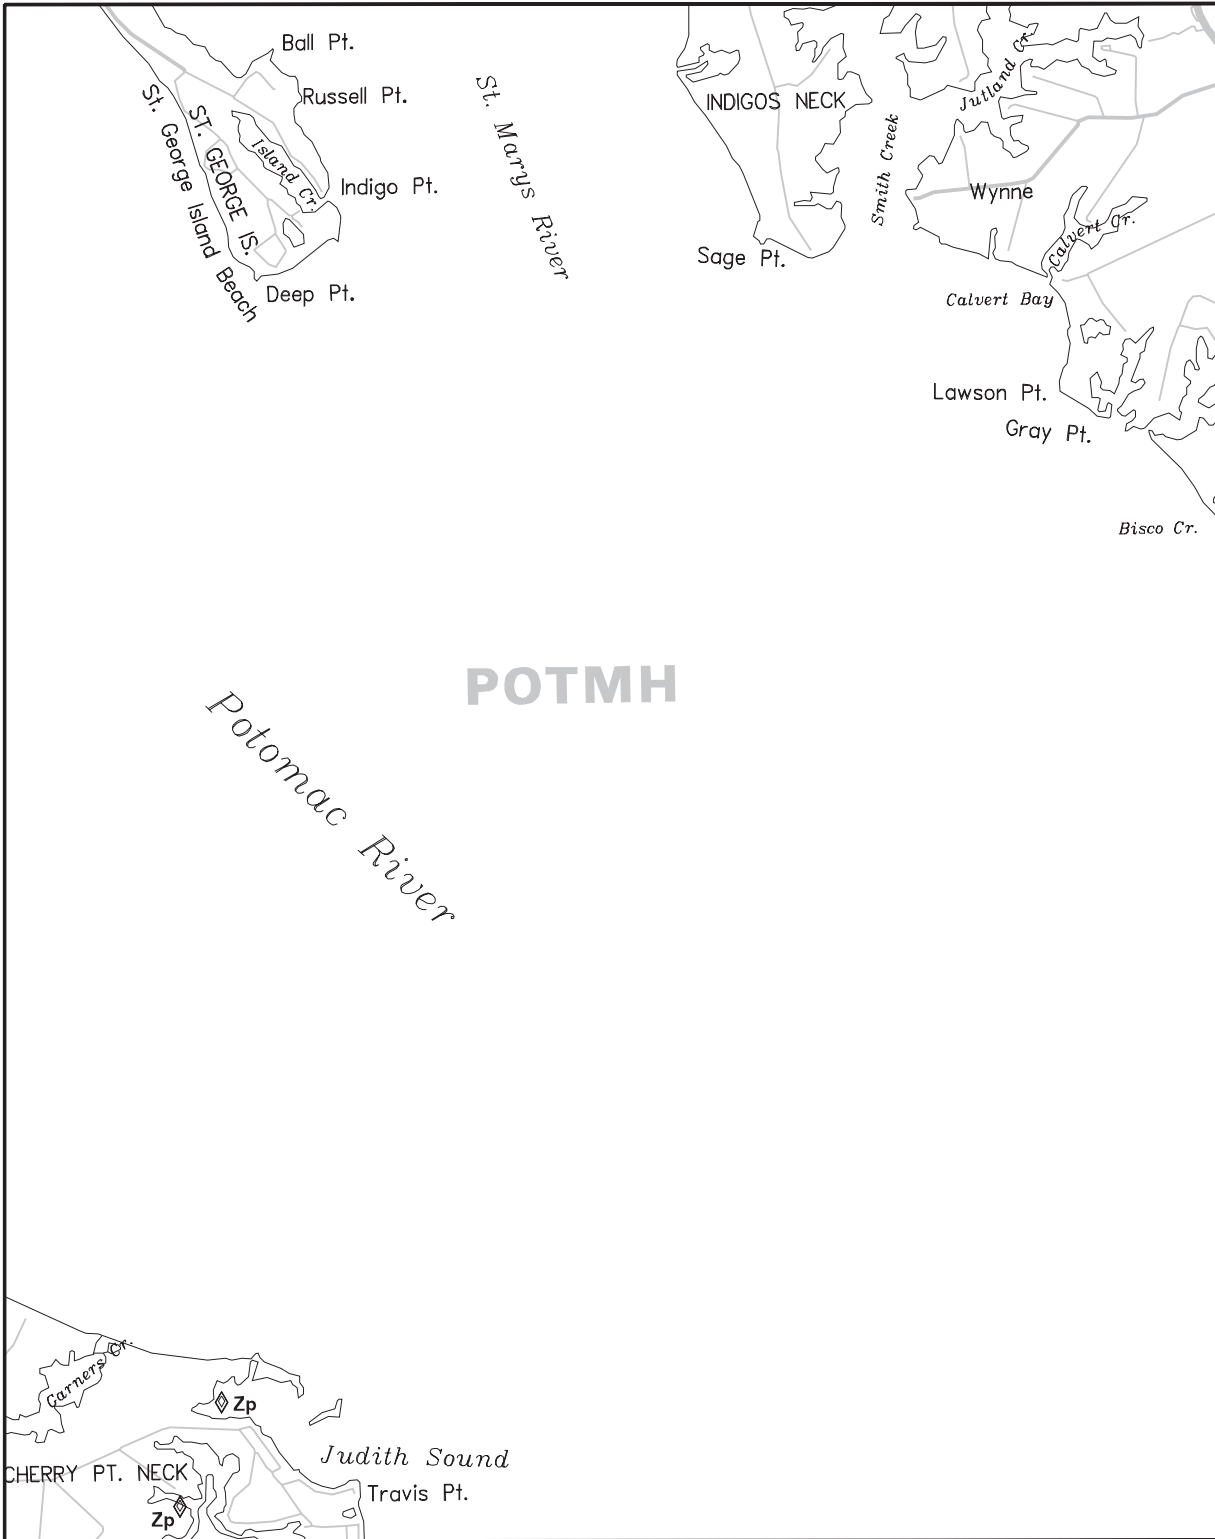 Ball Pt.
Russell Pt.
St. Marys River
INDIGOS NECK
Jutland Cr.
Smith Creek
ST. GEORGE IS.
St. George Island Beach
Island Cr.
Indigo Pt.
Wynne
Calvert Cr.
Sage Pt.
Deep Pt.
Calvert Bay
Lawson Pt.
Gray Pt.
Bisco Cr.
POTMH
Potomac River
Garners Cr.
Zp
Judith Sound
CHERRY PT. NECK
Travis Pt.
Zp